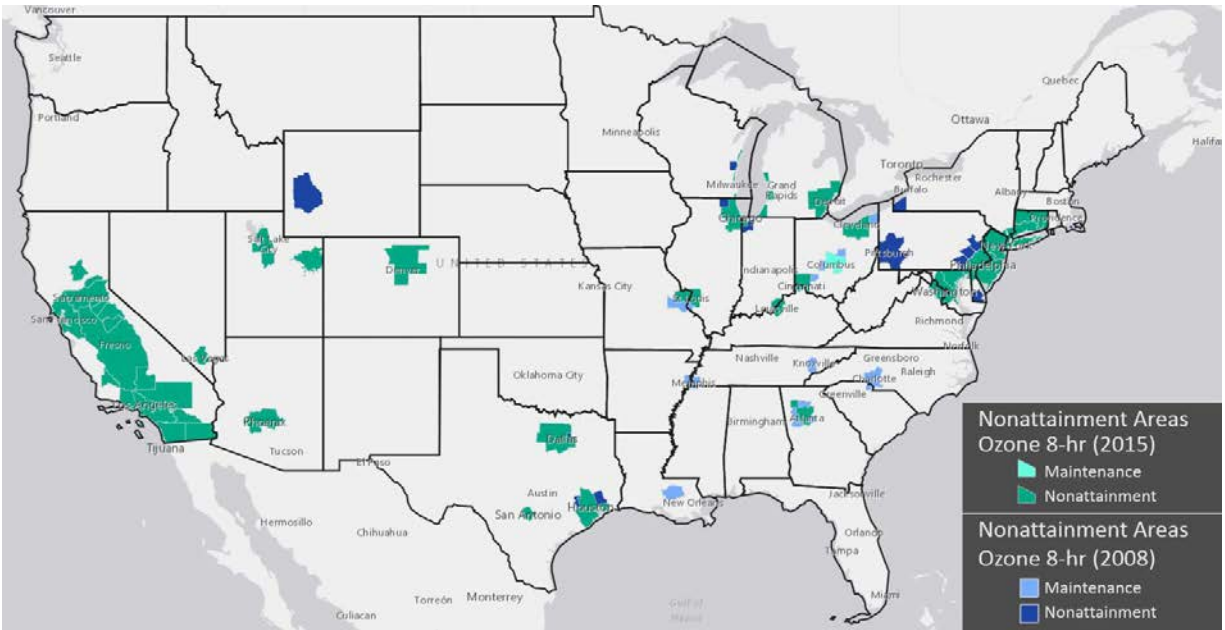 Vancouver
Seattle
Portland
Quebec
Ottawa
Halifa
Minneapolis
Toronto
Rochester
Buffalo
Albany
Boston
Providence
Milwaukee
Grand
Rapids
Detroit
Chicago
Cleveland
New York
Pittsburgh
Philadelphia
Salt Lake
City
Denver
UNITED STATES
Indianapolis
Columbus
Cincinnati
Washington
Sacramento
San Francisco
Kansas City
St Louis
Louisville
Richmond
Norfolk
Fresno
Las Vegas
Nashville
Knoxville
Greensboro
Raleigh
Charlotte
Greenville
Oklahoma City
Memphis
Los Angeles
Phoenix
Tijuana
Tucson
Dallas
Birmingham
Atlanta
El Paso
Austin
San Antonio
Houston
New Orleans
Jacksonville
Hermosillo
Chihuahua
Orlando
Tampa
Torreón
Monterrey
Culiacan
Gulf of
Mexico
Miami
Nonattainment Areas
Ozone 8-hr (2015)
Maintenance
Nonattainment
Nonattainment Areas
Ozone 8-hr (2008)
Maintenance
Nonattainment